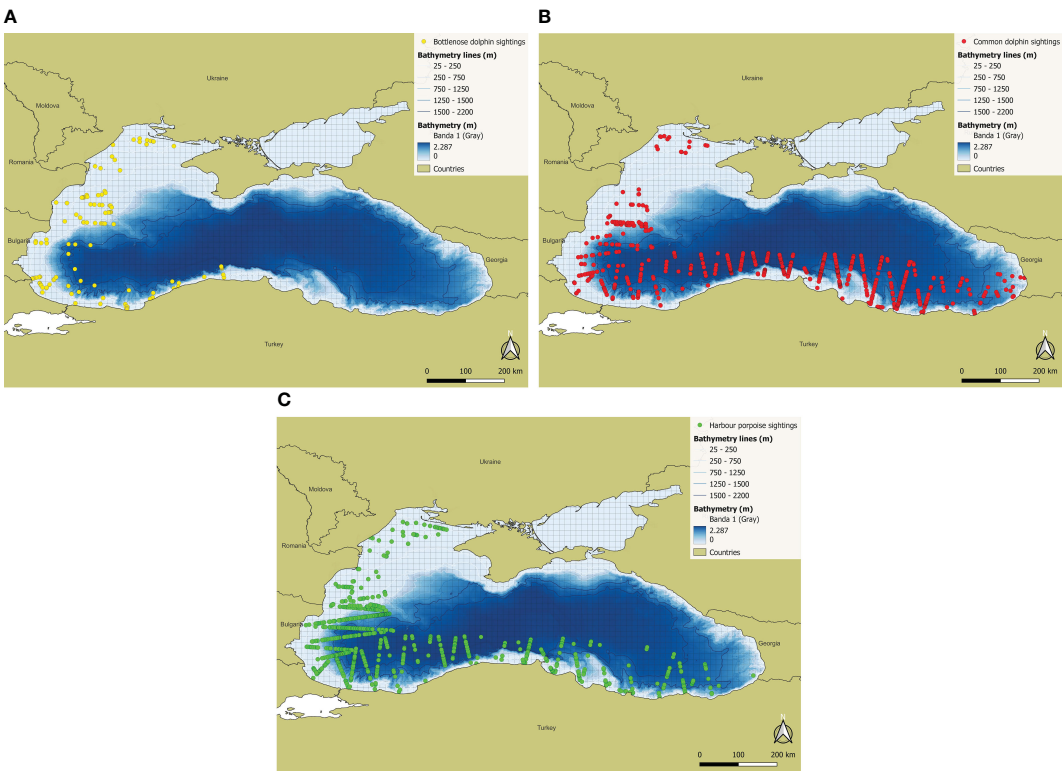 A
Bottlenose dolphin sightings
Bathymetry lines (m)
25 - 250
250 - 750
750 - 1250
1250 - 1500
1500 - 2200
Bathymetry (m)
Banda 1 (Gray)
2.287
0
Countries
Ukraine
Moldova
Romania
Bulgaria
Georgia
Turkey
N
0 100 200 km
B
Common dolphin sightings
Bathymetry lines (m)
25 - 250
250 - 750
750 - 1250
1250 - 1500
1500 - 2200
Bathymetry (m)
Banda 1 (Gray)
2.287
0
Countries
Ukraine
Moldova
Romania
Bulgaria
Georgia
Turkey
N
0 100 200 km
C
Harbour porpoise sightings
Bathymetry lines (m)
25 - 250
250 - 750
750 - 1250
1250 - 1500
1500 - 2200
Bathymetry (m)
Banda 1 (Gray)
2.287
0
Countries
Ukraine
Moldova
Romania
Bulgaria
Georgia
Turkey
N
0 100 200 km